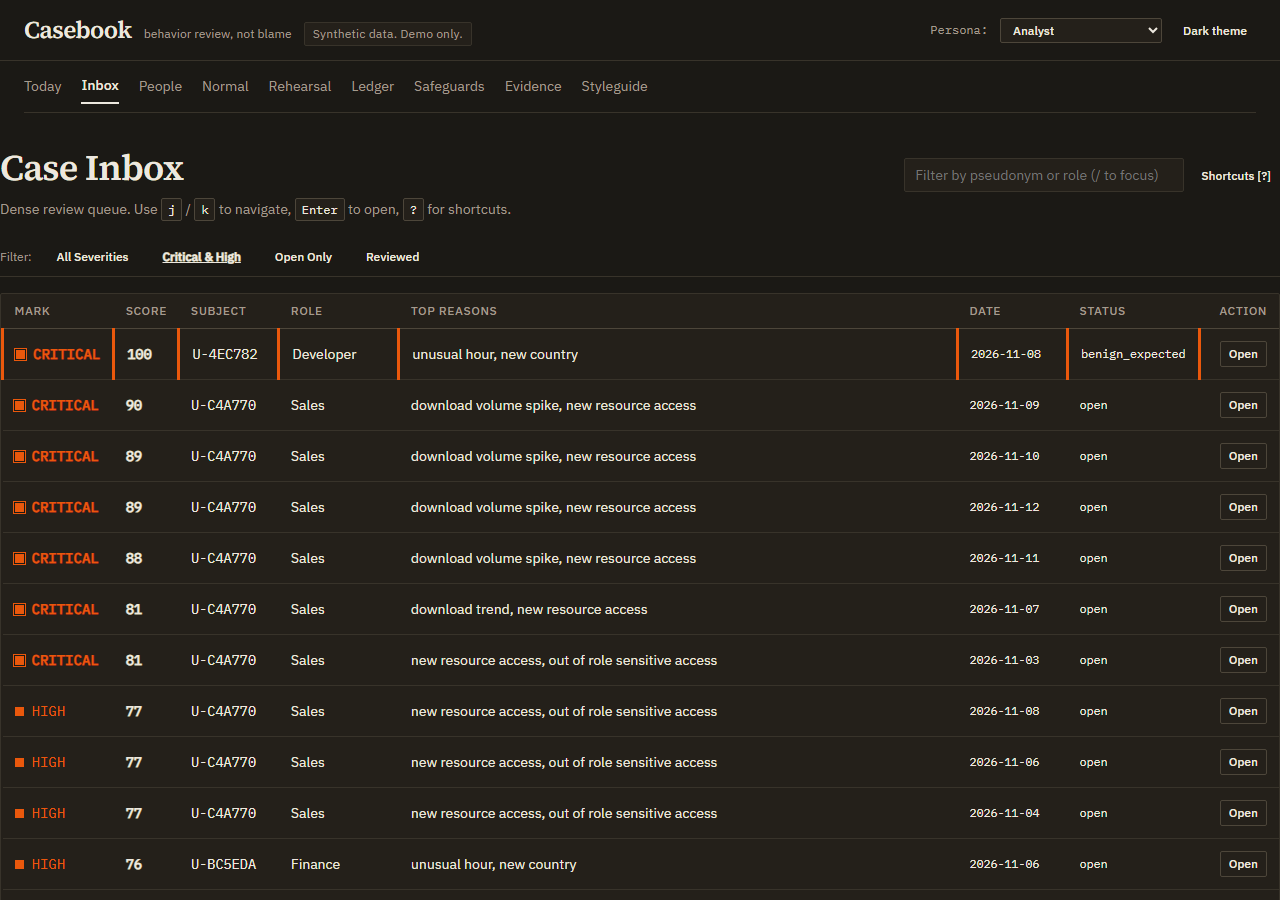 Casebook behavior review, not blame Synthetic data. Demo only. Persona: Analyst Dark theme
Today Inbox People Normal Rehearsal Ledger Safeguards Evidence Styleguide
Case Inbox
Filter by pseudonym or role (/ to focus) Shortcuts [?]
Dense review queue. Use j / k to navigate, Enter to open, ? for shortcuts.
Filter: All Severities Critical & High Open Only Reviewed
MARK SCORE SUBJECT ROLE TOP REASONS DATE STATUS ACTION
CRITICAL 100 U-4EC782 Developer unusual hour, new country 2026-11-08 benign_expected Open
CRITICAL 90 U-C4A770 Sales download volume spike, new resource access 2026-11-09 open Open
CRITICAL 89 U-C4A770 Sales download volume spike, new resource access 2026-11-10 open Open
CRITICAL 89 U-C4A770 Sales download volume spike, new resource access 2026-11-12 open Open
CRITICAL 88 U-C4A770 Sales download volume spike, new resource access 2026-11-11 open Open
CRITICAL 81 U-C4A770 Sales download trend, new resource access 2026-11-07 open Open
CRITICAL 81 U-C4A770 Sales new resource access, out of role sensitive access 2026-11-03 open Open
HIGH 77 U-C4A770 Sales new resource access, out of role sensitive access 2026-11-08 open Open
HIGH 77 U-C4A770 Sales new resource access, out of role sensitive access 2026-11-06 open Open
HIGH 77 U-C4A770 Sales new resource access, out of role sensitive access 2026-11-04 open Open
HIGH 76 U-BC5EDA Finance unusual hour, new country 2026-11-06 open Open